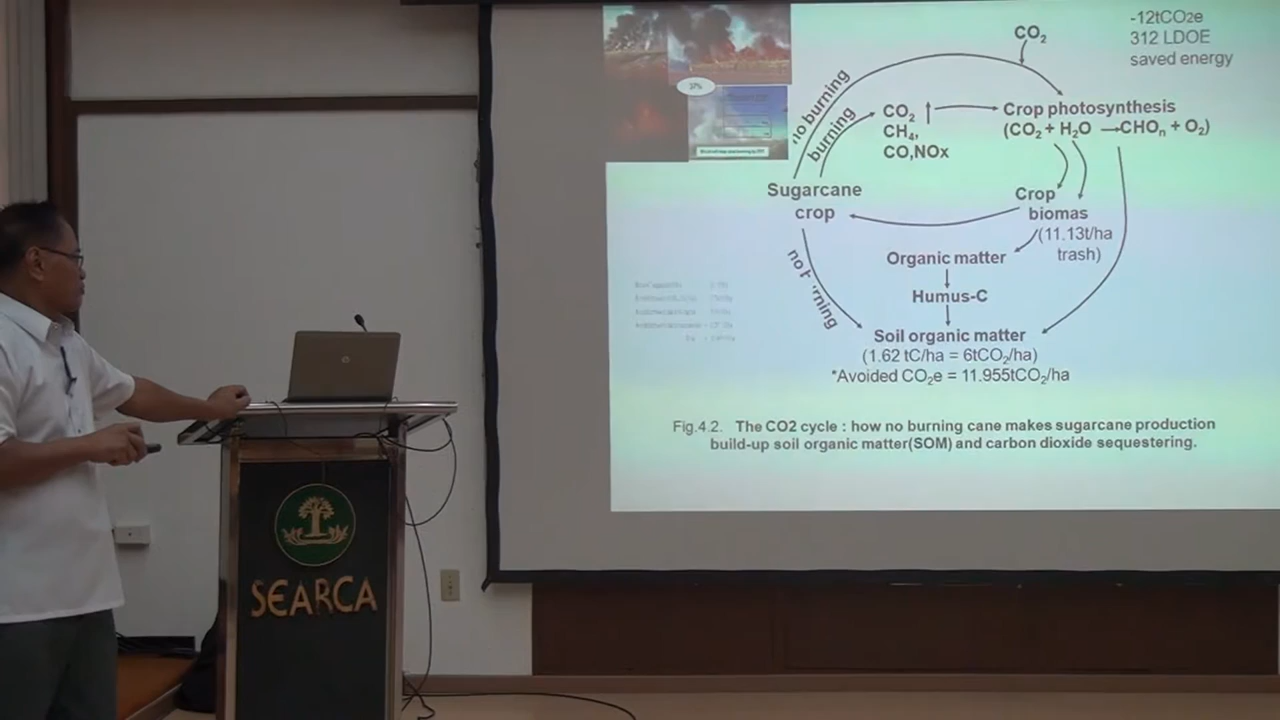 -12tCO2e
312 LDOE
saved energy
CO₂
37%
no burning
burning
CO₂
CH₄,
CO,NOx
Crop photosynthesis
(CO₂ + H₂O →CHOₙ + O₂)
Sugarcane
crop
Crop
biomas
(11.13t/ha
trash)
Organic matter
Humus-C
Soil organic matter
(1.62 tC/ha = 6tCO₂/ha)
*Avoided CO₂e = 11.955tCO₂/ha
Fig.4.2. The CO2 cycle : how no burning cane makes sugarcane production
build-up soil organic matter(SOM) and carbon dioxide sequestering.
hp
SEARCA